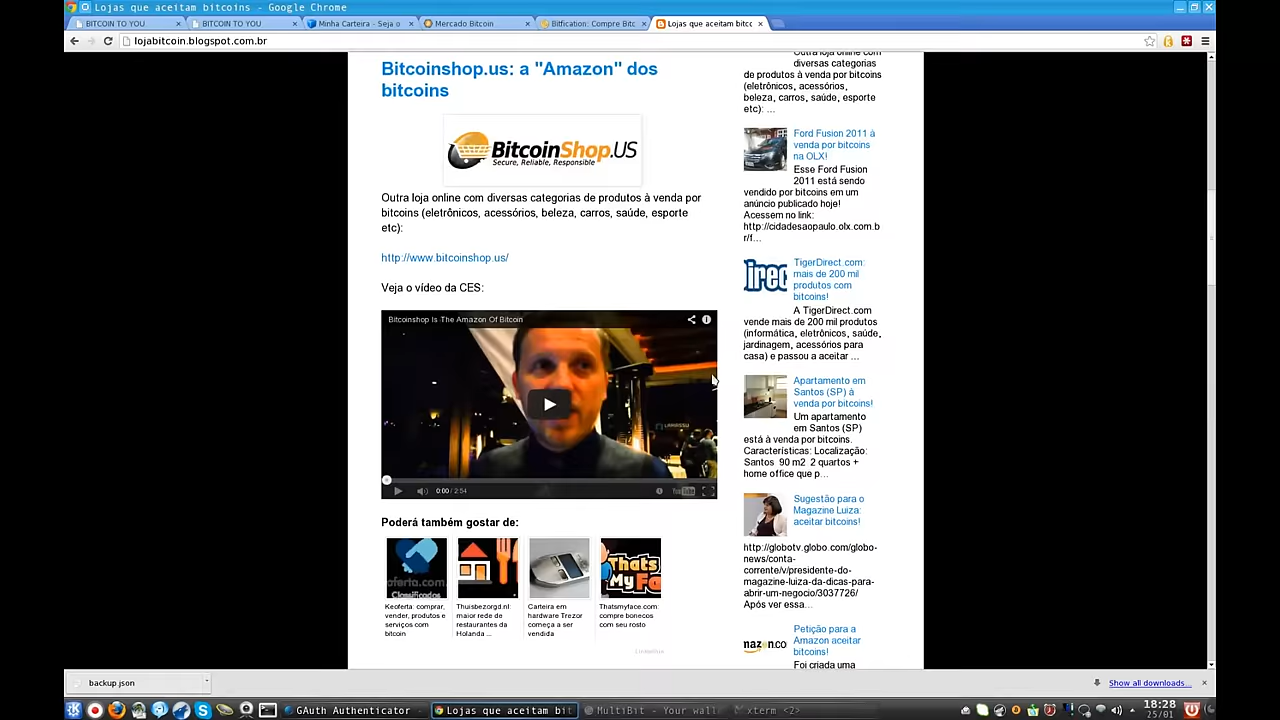 Lojas que aceitam bitcoins - Google Chrome
BITCOIN TO YOU
BITCOIN TO YOU
Minha Carteira - Seja o
Mercado Bitcoin
Bitfication: Compre Bitc
Lojas que aceitam bitcc
lojabitcoin.blogspot.com.br
Bitcoinshop.us: a "Amazon" dos
bitcoins
BitcoinShop.US
Secure, Reliable, Responsible
Outra loja online com diversas categorias de produtos à venda por
bitcoins (eletrônicos, acessórios, beleza, carros, saúde, esporte
etc):
http://www.bitcoinshop.us/
Veja o vídeo da CES:
Bitcoinshop Is The Amazon Of Bitcoin
0:00 / 2:54
Poderá também gostar de:
oferta.com
Classificados
Thats
My Fa
Keoferta: comprar,
vender, produtos e
serviços com
bitcoin
Thuisbezorgd.nl:
maior rede de
restaurantes da
Holanda ...
Carteira em
hardware Trezor
começa a ser
vendida
Thatsmyface.com:
compre bonecos
com seu rosto
LinkWithin
Outra loja online com
diversas categorias
de produtos à venda por bitcoins
(eletrônicos, acessórios,
beleza, carros, saúde, esporte
etc): ...
Ford Fusion 2011 à
venda por bitcoins
na OLX!
Esse Ford Fusion
2011 está sendo
vendido por bitcoins em um
anúncio publicado hoje!
Acessem no link:
http://cidadesaopaulo.olx.com.b
r/f...
irec
TigerDirect.com:
mais de 200 mil
produtos com
bitcoins!
A TigerDirect.com
vende mais de 200 mil produtos
(informática, eletrônicos, saúde,
jardinagem, acessórios para
casa) e passou a aceitar ...
Apartamento em
Santos (SP) à
venda por bitcoins!
Um apartamento
em Santos (SP)
está à venda por bitcoins.
Características: Localização:
Santos 90 m2 2 quartos +
home office que p...
Sugestão para o
Magazine Luiza:
aceitar bitcoins!
http://globotv.globo.com/globo-
news/conta-
corrente/v/presidente-do-
magazine-luiza-da-dicas-para-
abrir-um-negocio/3037726/
Após ver essa...
mazon.co
Petição para a
Amazon aceitar
bitcoins!
Foi criada uma
backup.json
Show all downloads...
GAuth Authenticator
Lojas que aceitam bit
MultiBit - Your wall
xterm <2>
18:28
25/01